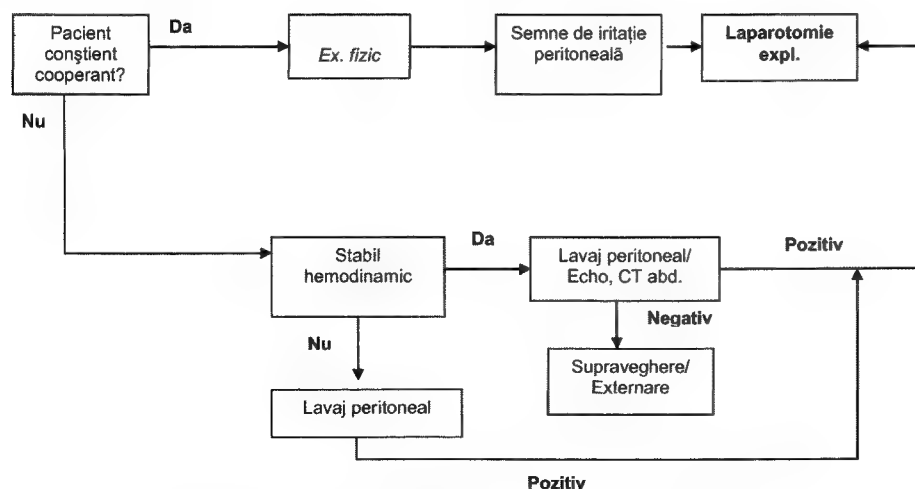 Pacient
conştient
cooperant?
Da
Ex. fizic
Semne de iritaţie
peritoneală
Laparotomie
expl.
Nu
Stabil
hemodinamic
Da
Lavaj peritoneal/
Echo, CT abd.
Pozitiv
Negativ
Nu
Supraveghere/
Externare
Lavaj peritoneal
Pozitiv